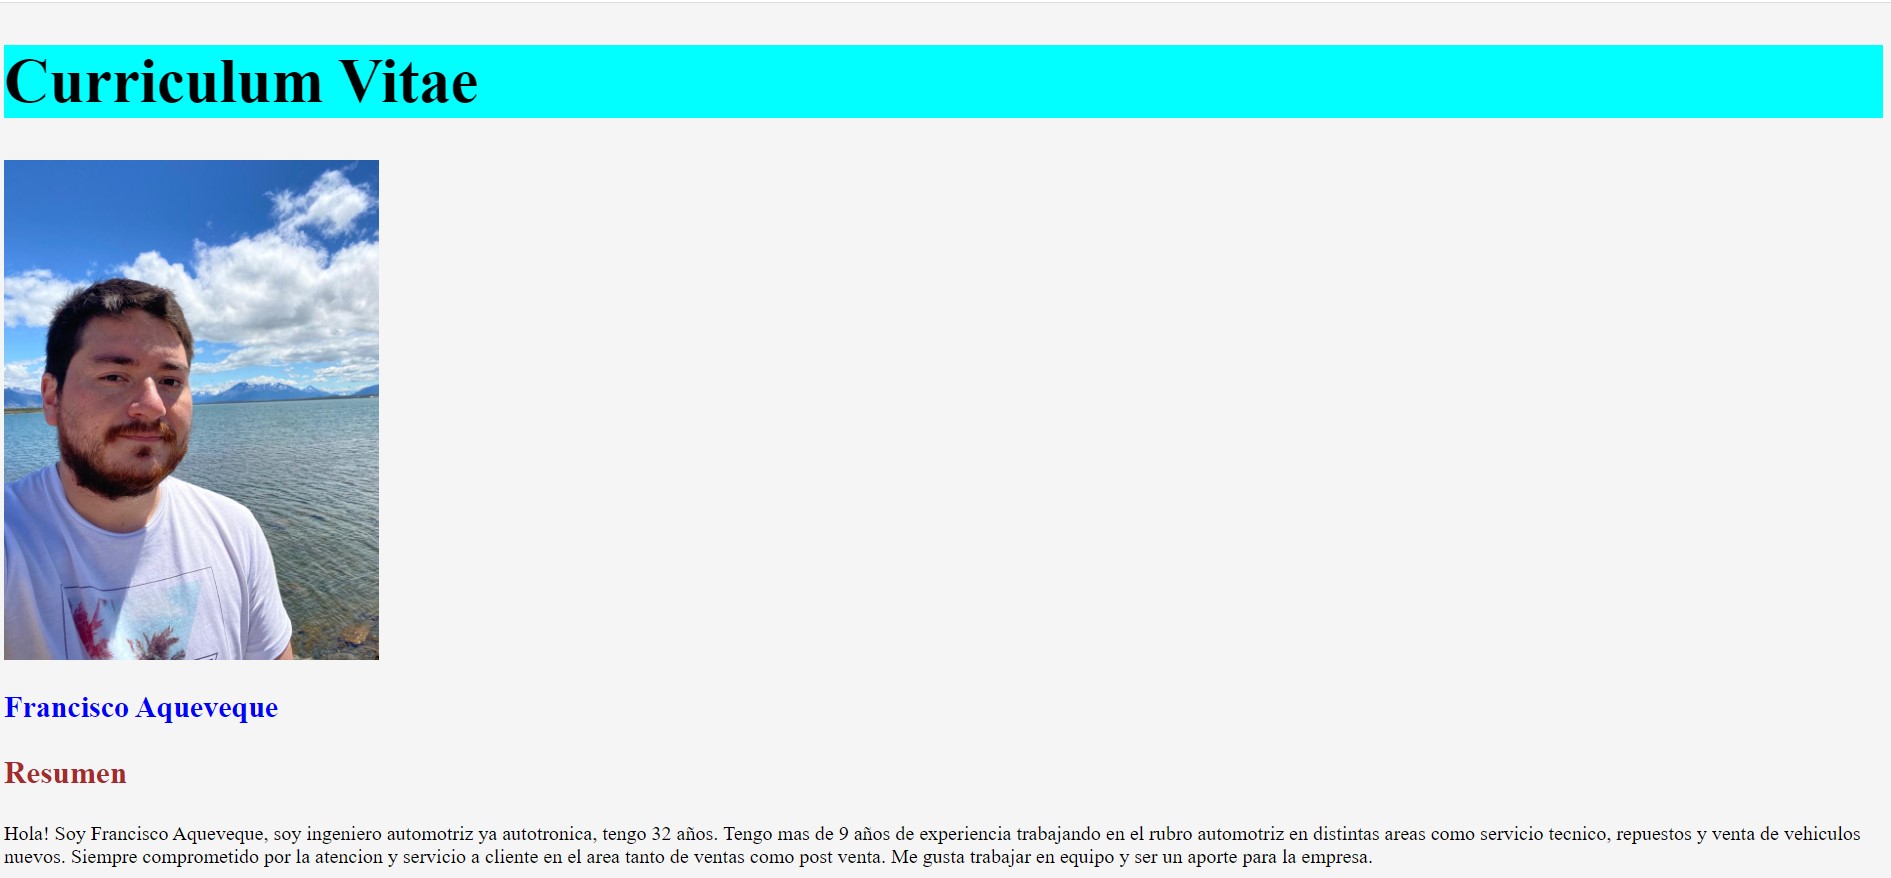 Curriculum Vitae
Francisco Aqueveque
Resumen
Hola! Soy Francisco Aqueveque, soy ingeniero automotriz ya autotronica, tengo 32 años. Tengo mas de 9 años de experiencia trabajando en el rubro automotriz en distintas areas como servicio tecnico, repuestos y venta de vehiculos
nuevos. Siempre comprometido por la atencion y servicio a cliente en el area tanto de ventas como post venta. Me gusta trabajar en equipo y ser un aporte para la empresa.